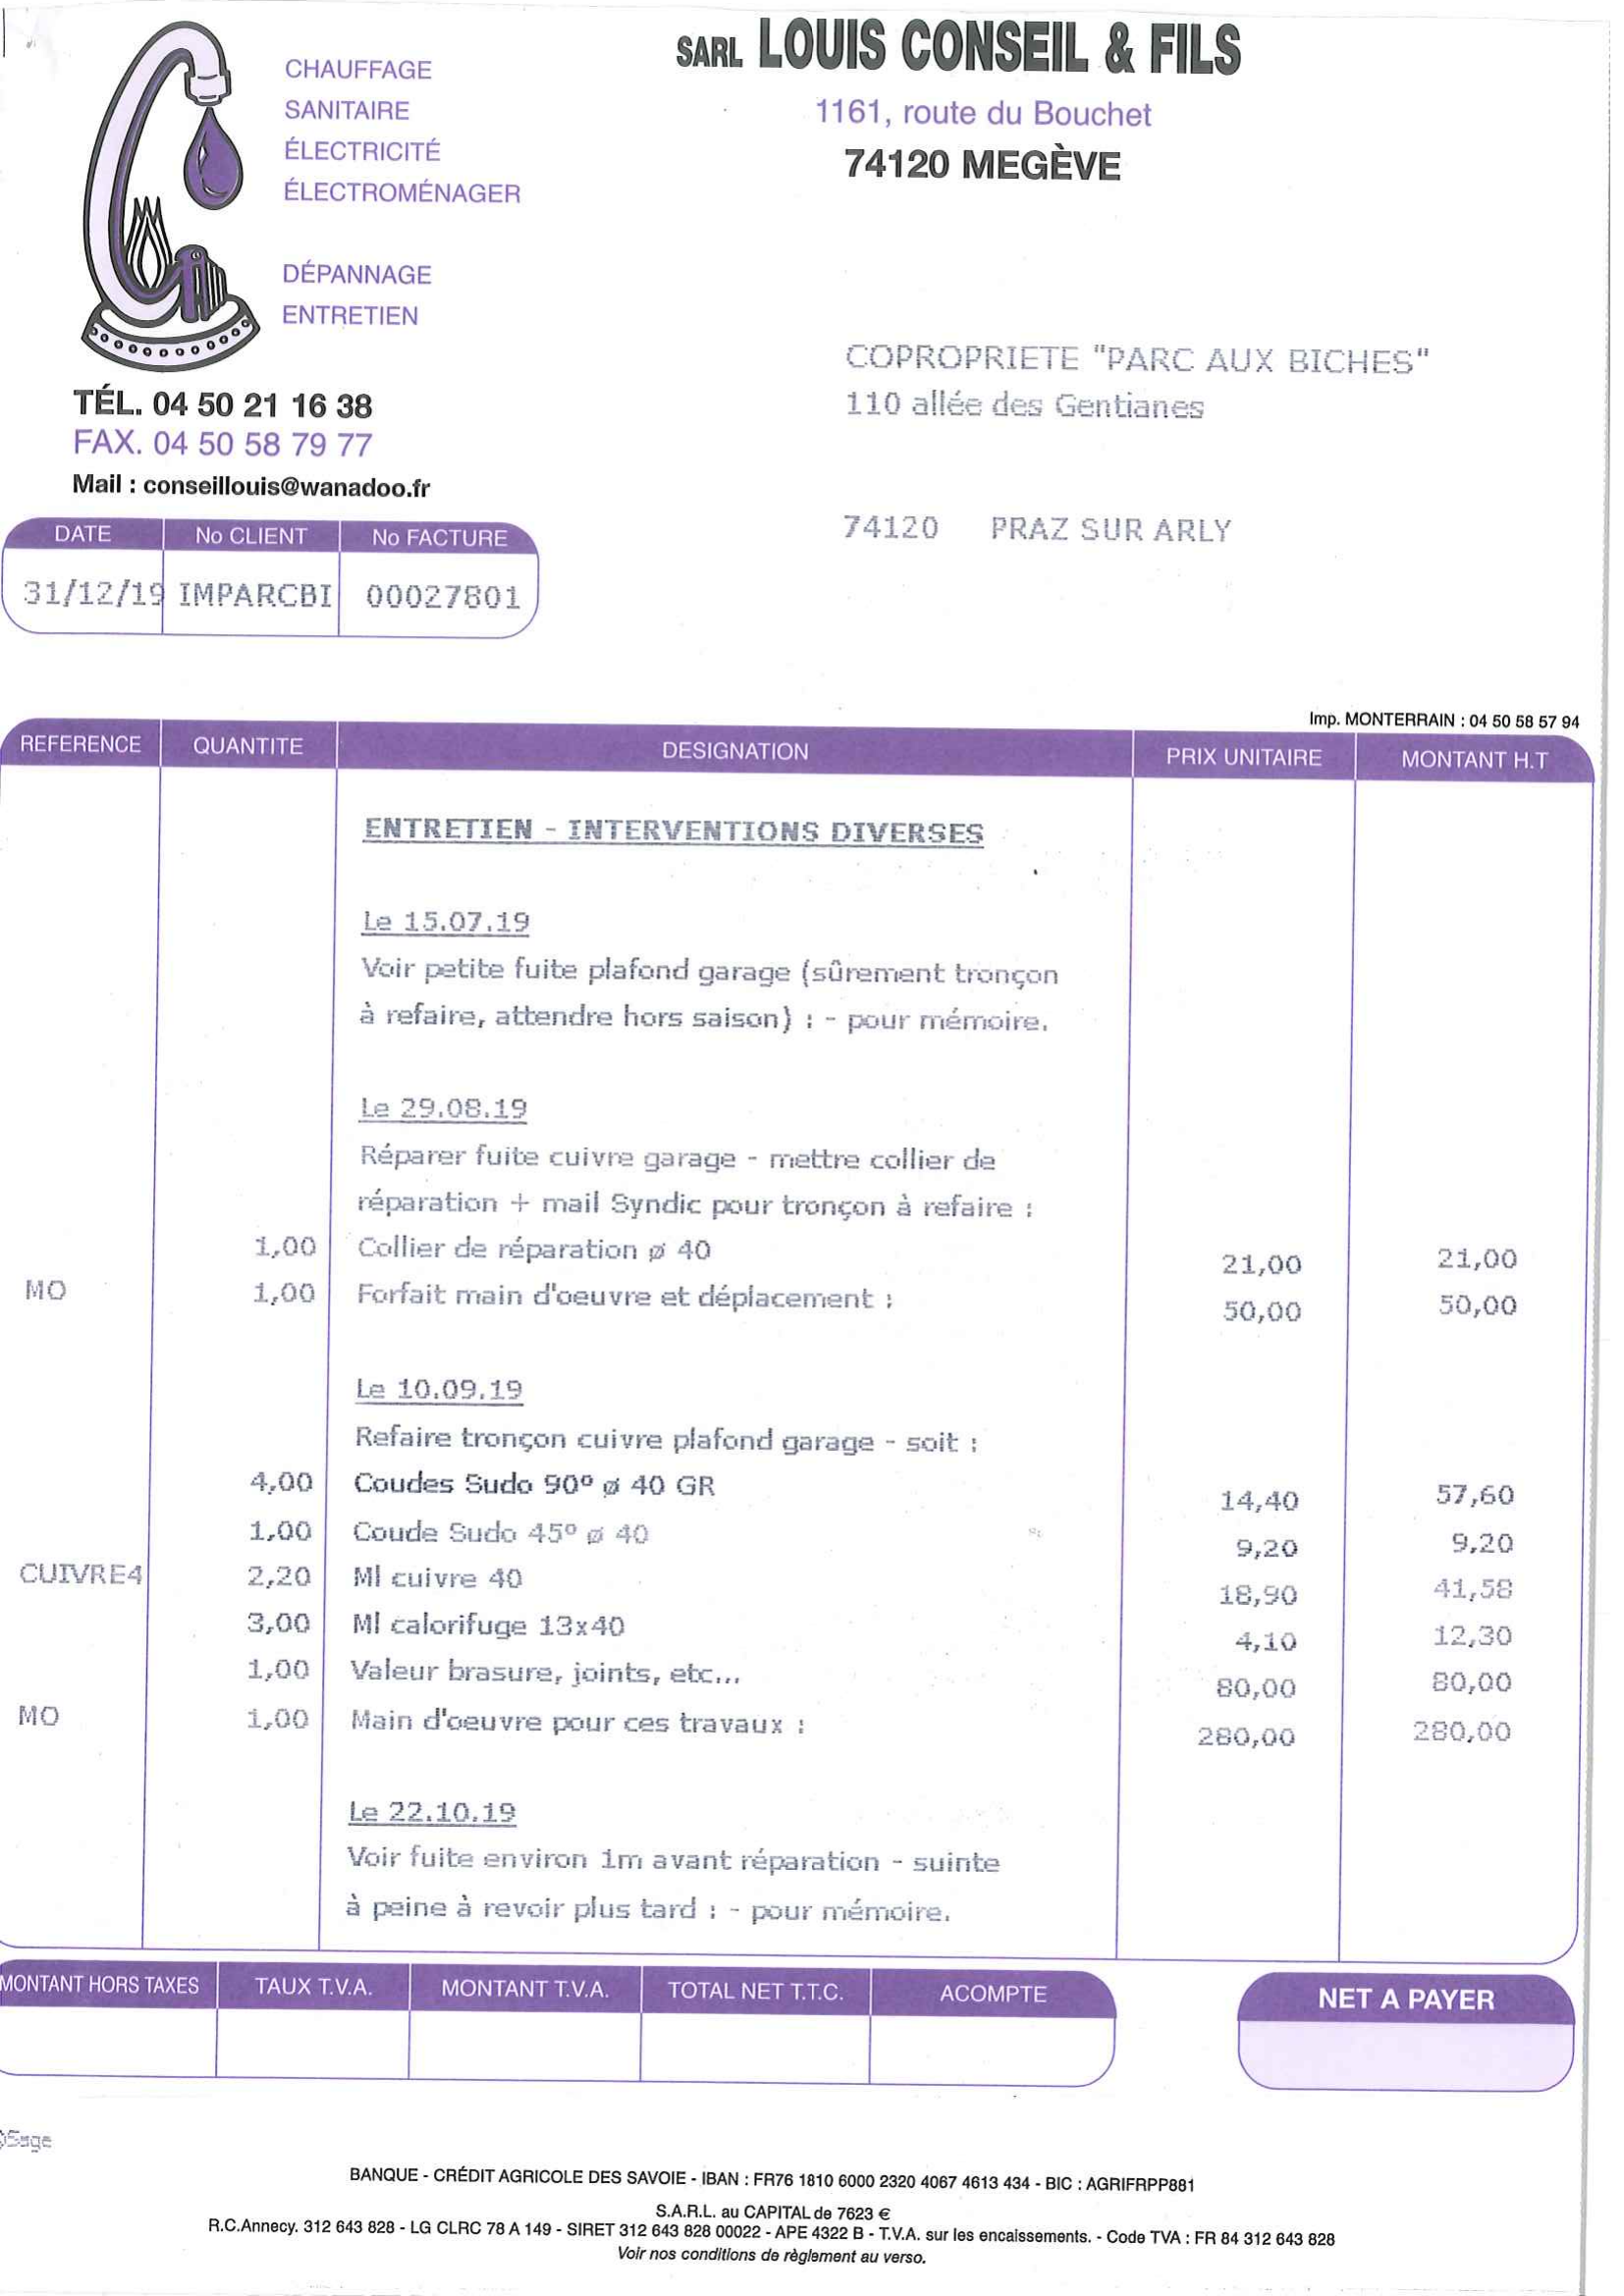 SARL LOUIS CONSEIL & FILS
1161, route du Bouchet
74120 MEGÈVE
CHAUFFAGE
SANITAIRE
ÉLECTRICITÉ
ÉLECTROMÉNAGER
DÉPANNAGE
ENTRETIEN
TÉL. 04 50 21 16 38
FAX. 04 50 58 79 77
Mail : conseillouis@wanadoo.fr
COPROPRIETE "PARC AUX BICHES"
110 allée des Gentianes
74120 PRAZ SUR ARLY
DATE No CLIENT No FACTURE
31/12/19 IMPARCBI 00027801
Imp. MONTERRAIN : 04 50 58 57 94
REFERENCE QUANTITE DESIGNATION PRIX UNITAIRE MONTANT H.T
ENTRETIEN - INTERVENTIONS DIVERSES
Le 15.07.19
Voir petite fuite plafond garage (sûrement tronçon
à refaire, attendre hors saison) : - pour mémoire.
Le 29.08.19
Réparer fuite cuivre garage - mettre collier de
réparation + mail Syndic pour tronçon à refaire :
1,00 Collier de réparation ø 40 21,00 21,00
MO 1,00 Forfait main d'oeuvre et déplacement : 50,00 50,00
Le 10.09.19
Refaire tronçon cuivre plafond garage - soit :
4,00 Coudes Sudo 90° ø 40 GR 14,40 57,60
1,00 Coude Sudo 45° ø 40 9,20 9,20
CUIVRE4 2,20 Ml cuivre 40 18,90 41,58
3,00 Ml calorifuge 13x40 4,10 12,30
1,00 Valeur brasure, joints, etc... 80,00 80,00
MO 1,00 Main d'oeuvre pour ces travaux : 280,00 280,00
Le 22.10.19
Voir fuite environ 1m avant réparation - suinte
à peine à revoir plus tard : - pour mémoire.
MONTANT HORS TAXES TAUX T.V.A. MONTANT T.V.A. TOTAL NET T.T.C. ACOMPTE NET A PAYER
©Sage
BANQUE - CRÉDIT AGRICOLE DES SAVOIE - IBAN : FR76 1810 6000 2320 4067 4613 434 - BIC : AGRIFRPP881
S.A.R.L. au CAPITAL de 7623 €
R.C.Annecy. 312 643 828 - LG CLRC 78 A 149 - SIRET 312 643 828 00022 - APE 4322 B - T.V.A. sur les encaissements. - Code TVA : FR 84 312 643 828
Voir nos conditions de règlement au verso.